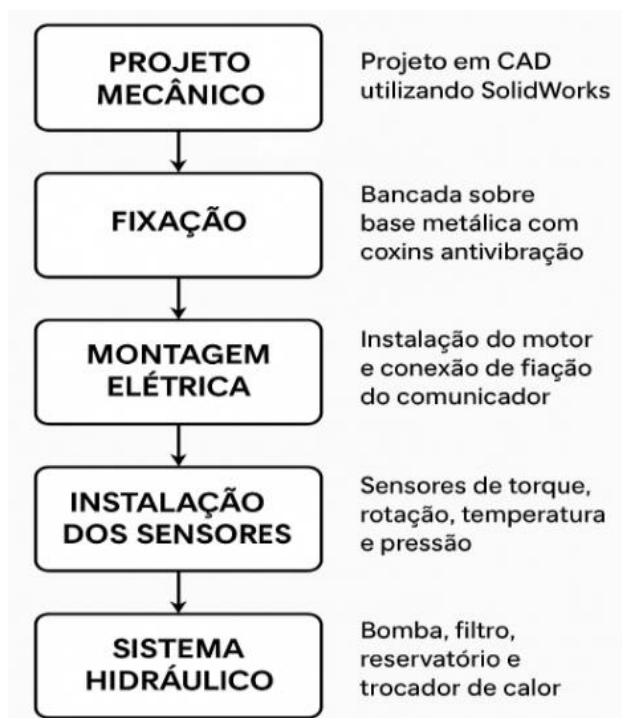 PROJETO
MECÂNICO
Projeto em CAD
utilizando SolidWorks
FIXAÇÃO
Bancada sobre
base metálica com
coxins antivibração
MONTAGEM
ELÉTRICA
Instalação do motor
e conexão de fiação
do comunicador
INSTALAÇÃO
DOS SENSORES
Sensores de torque,
rotação, temperatura
e pressão
SISTEMA
HIDRÁULICO
Bomba, filtro,
reservatório e
trocador de calor